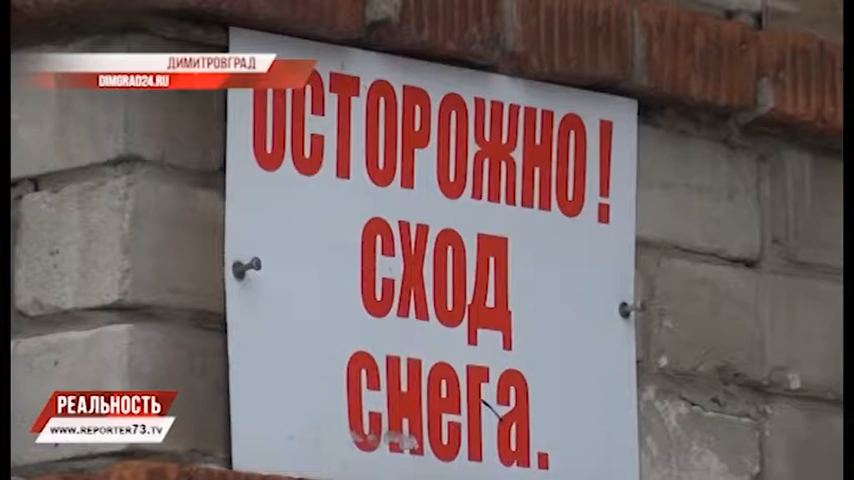 ДИМИТРОВГРАД
DIMGRAD24.RU
ОСТОРОЖНО!
СХОД
СНЕГА.
РЕАЛЬНОСТЬ
WWW.REPORTER73.TV